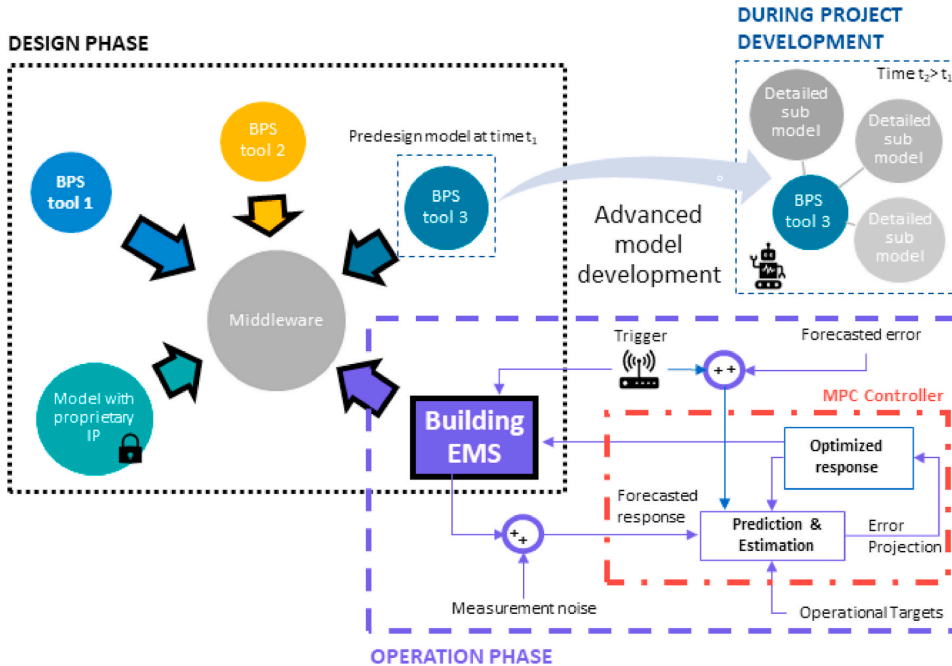 DURING PROJECT
DEVELOPMENT
DESIGN PHASE
Time t₂> t₁
Detailed
sub
model
Detailed
sub
model
BPS
tool 3
Detailed
sub
model
BPS
tool 2
Predesign model at time t₁
BPS
tool 1
BPS
tool 3
Advanced
model
development
Middleware
Trigger
Forecasted error
+ +
MPC Controller
Model with
proprietary
IP
Building
EMS
Optimized
response
Forecasted
response
Prediction &
Estimation
Error
Projection
+
+
Measurement noise
Operational Targets
OPERATION PHASE